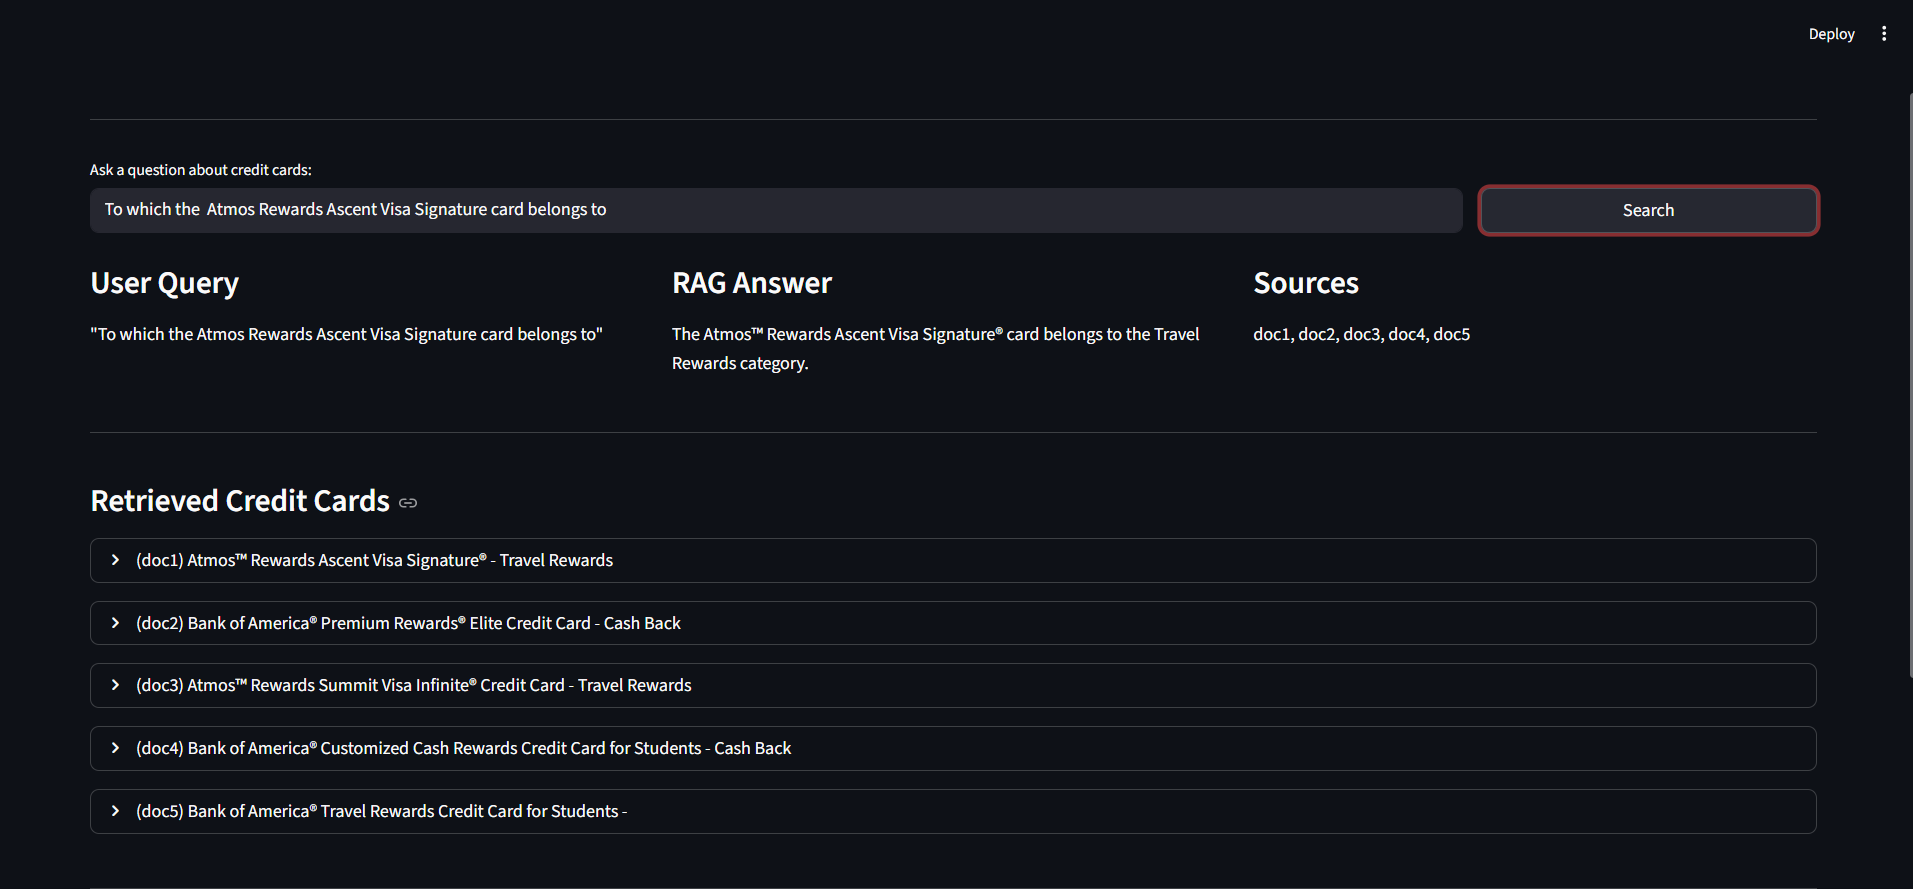 Deploy
Ask a question about credit cards:
To which the  Atmos Rewards Ascent Visa Signature card belongs to
Search
User Query
"To which the Atmos Rewards Ascent Visa Signature card belongs to"
RAG Answer
The Atmos™ Rewards Ascent Visa Signature® card belongs to the Travel
Rewards category.
Sources
doc1, doc2, doc3, doc4, doc5
Retrieved Credit Cards
(doc1) Atmos™ Rewards Ascent Visa Signature® - Travel Rewards
(doc2) Bank of America® Premium Rewards® Elite Credit Card - Cash Back
(doc3) Atmos™ Rewards Summit Visa Infinite® Credit Card - Travel Rewards
(doc4) Bank of America® Customized Cash Rewards Credit Card for Students - Cash Back
(doc5) Bank of America® Travel Rewards Credit Card for Students -